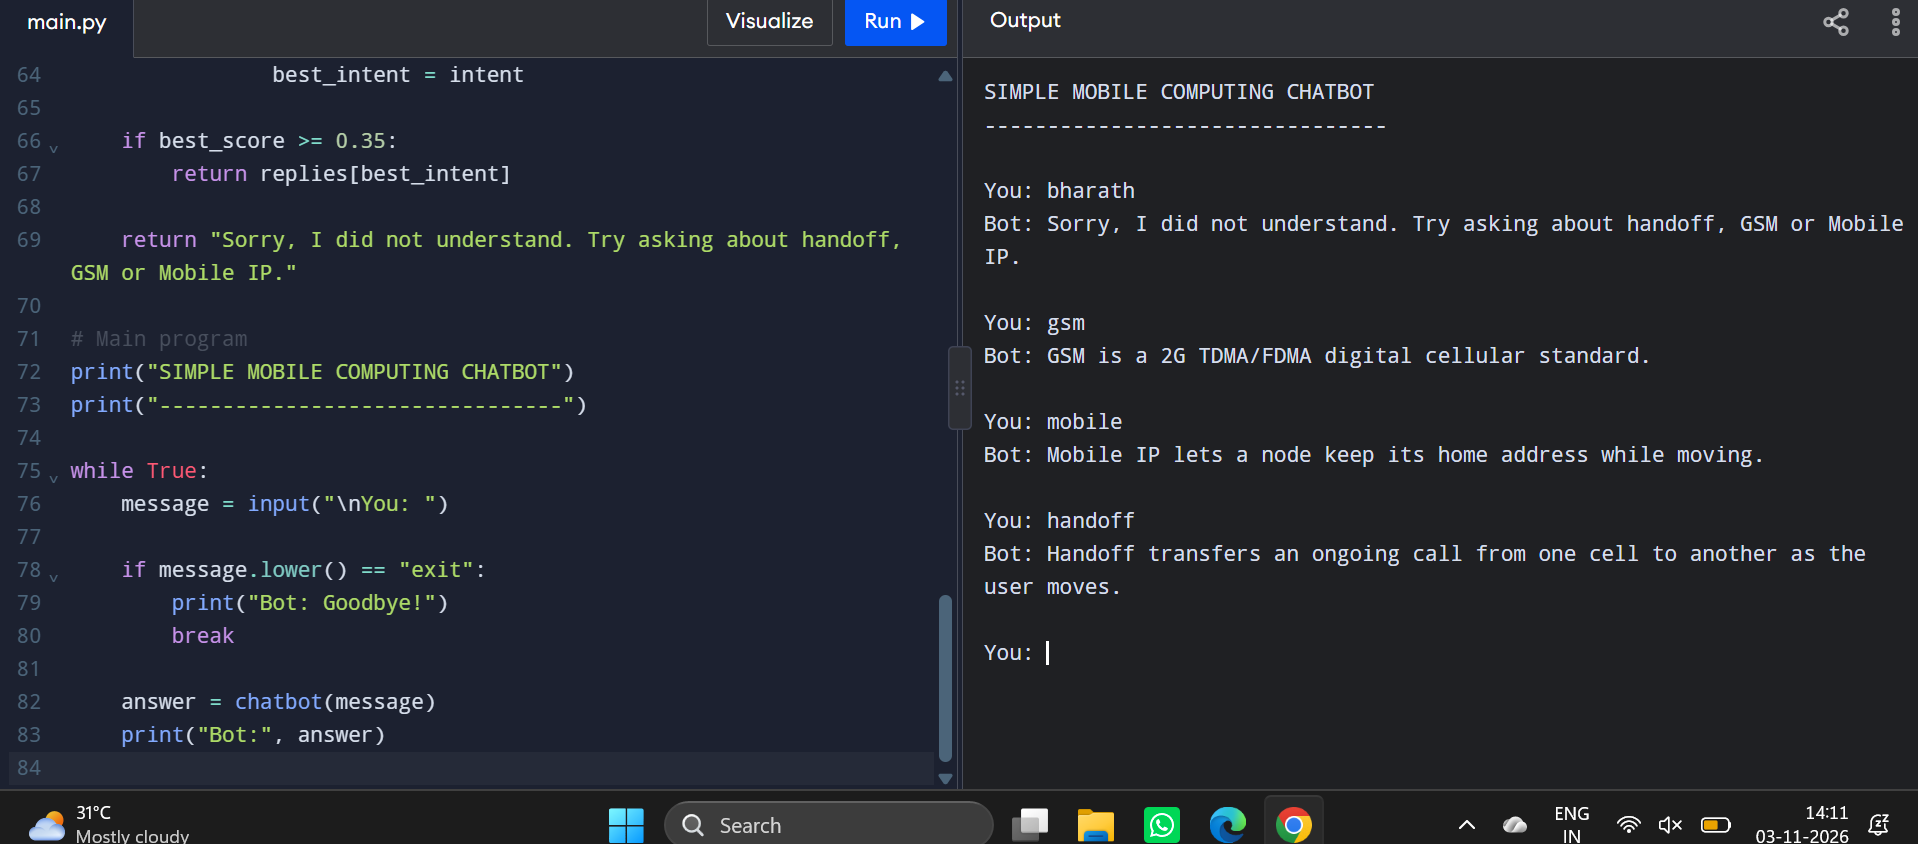 main.py
Visualize
Run
64 best_intent = intent
65
66 if best_score >= 0.35:
67 return replies[best_intent]
68
69 return "Sorry, I did not understand. Try asking about handoff,
GSM or Mobile IP."
70
71 # Main program
72 print("SIMPLE MOBILE COMPUTING CHATBOT")
73 print("--------------------------------")
74
75 while True:
76 message = input("\nYou: ")
77
78 if message.lower() == "exit":
79 print("Bot: Goodbye!")
80 break
81
82 answer = chatbot(message)
83 print("Bot:", answer)
84
Output
SIMPLE MOBILE COMPUTING CHATBOT
--------------------------------
You: bharath
Bot: Sorry, I did not understand. Try asking about handoff, GSM or Mobile
IP.
You: gsm
Bot: GSM is a 2G TDMA/FDMA digital cellular standard.
You: mobile
Bot: Mobile IP lets a node keep its home address while moving.
You: handoff
Bot: Handoff transfers an ongoing call from one cell to another as the
user moves.
You:
31°C
Mostly cloudy
Search
ENG
IN
14:11
03-11-2026